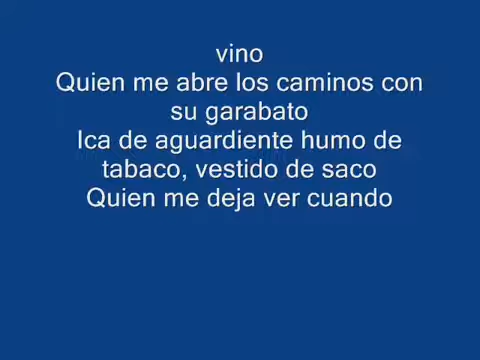 vino
Quien me abre los caminos con
su garabato
Ica de aguardiente humo de
tabaco, vestido de saco
Quien me deja ver cuando